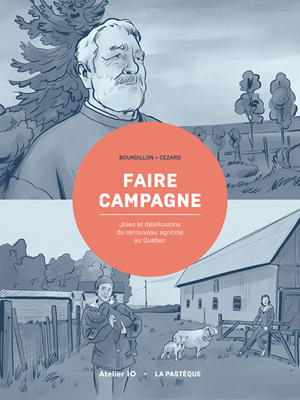 BOURDILLON • CEZARD
FAIRE
CAMPAGNE
Joies et désillusions
du renouveau agricole
au Québec
Atelier 10 • LA PASTÈQUE